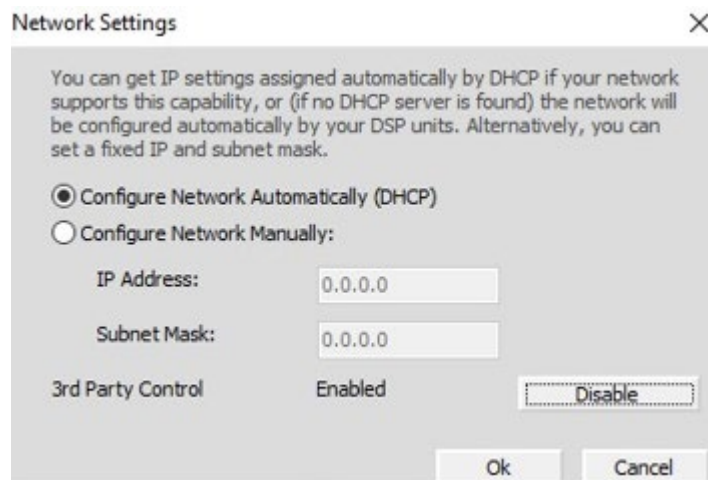 Network Settings
You can get IP settings assigned automatically by DHCP if your network
supports this capability, or (if no DHCP server is found) the network will
be configured automatically by your DSP units. Alternatively, you can
set a fixed IP and subnet mask.
Configure Network Automatically (DHCP)
Configure Network Manually:
IP Address: 0.0.0.0
Subnet Mask: 0.0.0.0
3rd Party Control Enabled Disable
Ok Cancel